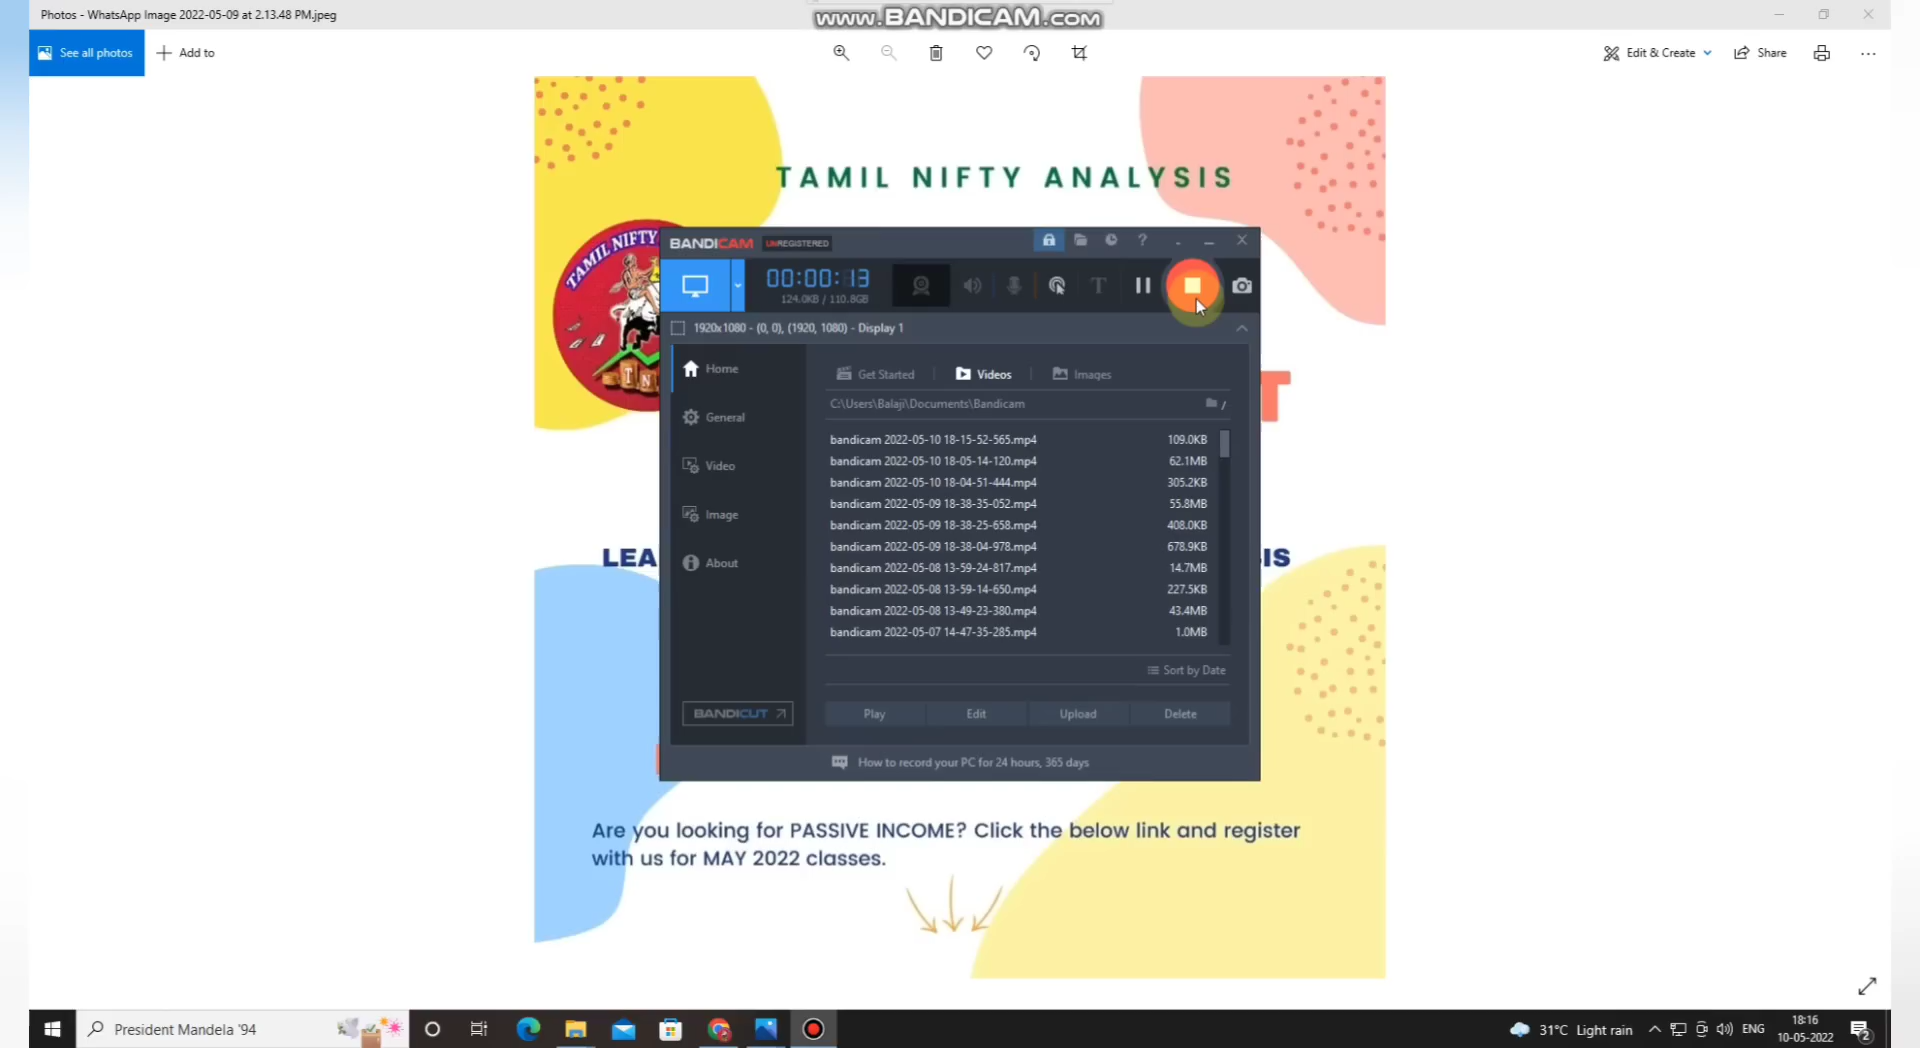 Photos - WhatsApp Image 2022-05-09 at 2.13.48 PM.jpeg
www.BANDICAM.com
See all photos
Add to
Edit & Create
Share
TAMIL NIFTY ANALYSIS
TAMIL NIFTY
BANDICAM UNREGISTERED
00:00:13
124.0KB / 110.8GB
1920x1080 - (0, 0), (1920, 1080) - Display 1
Home
General
Video
Image
About
BANDICUT
Get Started
Videos
Images
C:\Users\Balaji\Documents\Bandicam
bandicam 2022-05-10 18-15-52-565.mp4 109.0KB
bandicam 2022-05-10 18-05-14-120.mp4 62.1MB
bandicam 2022-05-10 18-04-51-444.mp4 305.2KB
bandicam 2022-05-09 18-38-35-052.mp4 55.8MB
bandicam 2022-05-09 18-38-25-658.mp4 408.0KB
bandicam 2022-05-09 18-38-04-978.mp4 678.9KB
bandicam 2022-05-08 13-59-24-817.mp4 14.7MB
bandicam 2022-05-08 13-59-14-650.mp4 227.5KB
bandicam 2022-05-08 13-49-23-380.mp4 43.4MB
bandicam 2022-05-07 14-47-35-285.mp4 1.0MB
Sort by Date
Play Edit Upload Delete
How to record your PC for 24 hours, 365 days
Are you looking for PASSIVE INCOME? Click the below link and register
with us for MAY 2022 classes.
President Mandela '94
31°C Light rain
ENG
18:16
10-05-2022
2